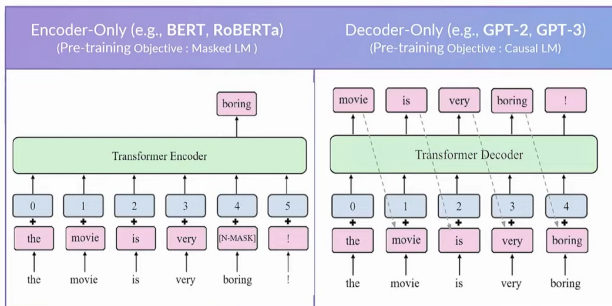 Encoder-Only (e.g., BERT, RoBERTa)
(Pre-training Objective : Masked LM )
boring
Transformer Encoder
0 1 2 3 4 5
+ + + + + +
the movie is very [N-MASK] !
the movie is very boring !
Decoder-Only (e.g., GPT-2, GPT-3)
(Pre-training Objective : Causal LM)
movie is very boring !
Transformer Decoder
0 1 2 3 4
+ + + + +
the movie is very boring
the movie is very boring